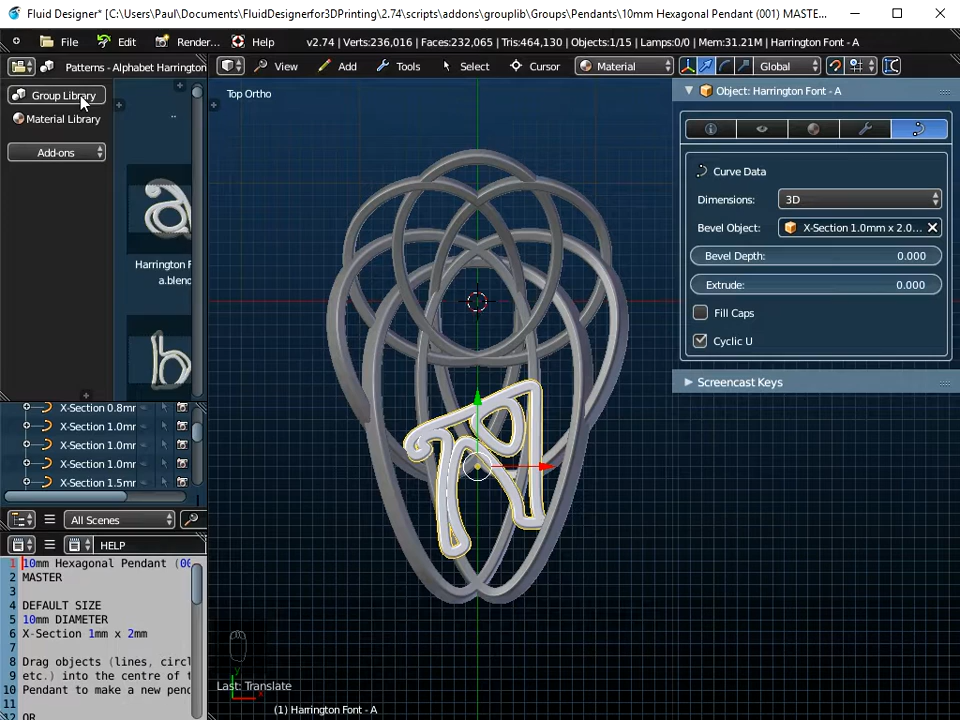 Fluid Designer* [C:\Users\Paul\Documents\FluidDesignerfor3DPrinting\2.74\scripts\addons\grouplib\Groups\Pendants\10mm Hexagonal Pendant (001) MASTE...
File Edit Render... Help v2.74 | Verts:236,016 | Faces:232,065 | Tris:464,130 | Objects:1/15 | Lamps:0/0 | Mem:31.21M | Harrington Font - A
Patterns - Alphabet Harrington
View Add Tools Select Cursor Material Global
Group Library
Material Library
Add-ons
Harrington F
a.blend
Top Ortho
Object: Harrington Font - A
Curve Data
Dimensions: 3D
Bevel Object: X-Section 1.0mm x 2.0...
Bevel Depth: 0.000
Extrude: 0.000
Fill Caps
Cyclic U
Screencast Keys
X-Section 0.8mm
X-Section 1.0mm
X-Section 1.0mm
X-Section 1.0mm
X-Section 1.5mm
All Scenes
HELP
1 10mm Hexagonal Pendant (00
2 MASTER
3
4 DEFAULT SIZE
5 10mm DIAMETER
6 X-Section 1mm x 2mm
7
8 Drag objects (lines, circl
9 etc.) into the centre of t
10 Pendant to make a new pend
11
12 OR
Last: Translate
(1) Harrington Font - A